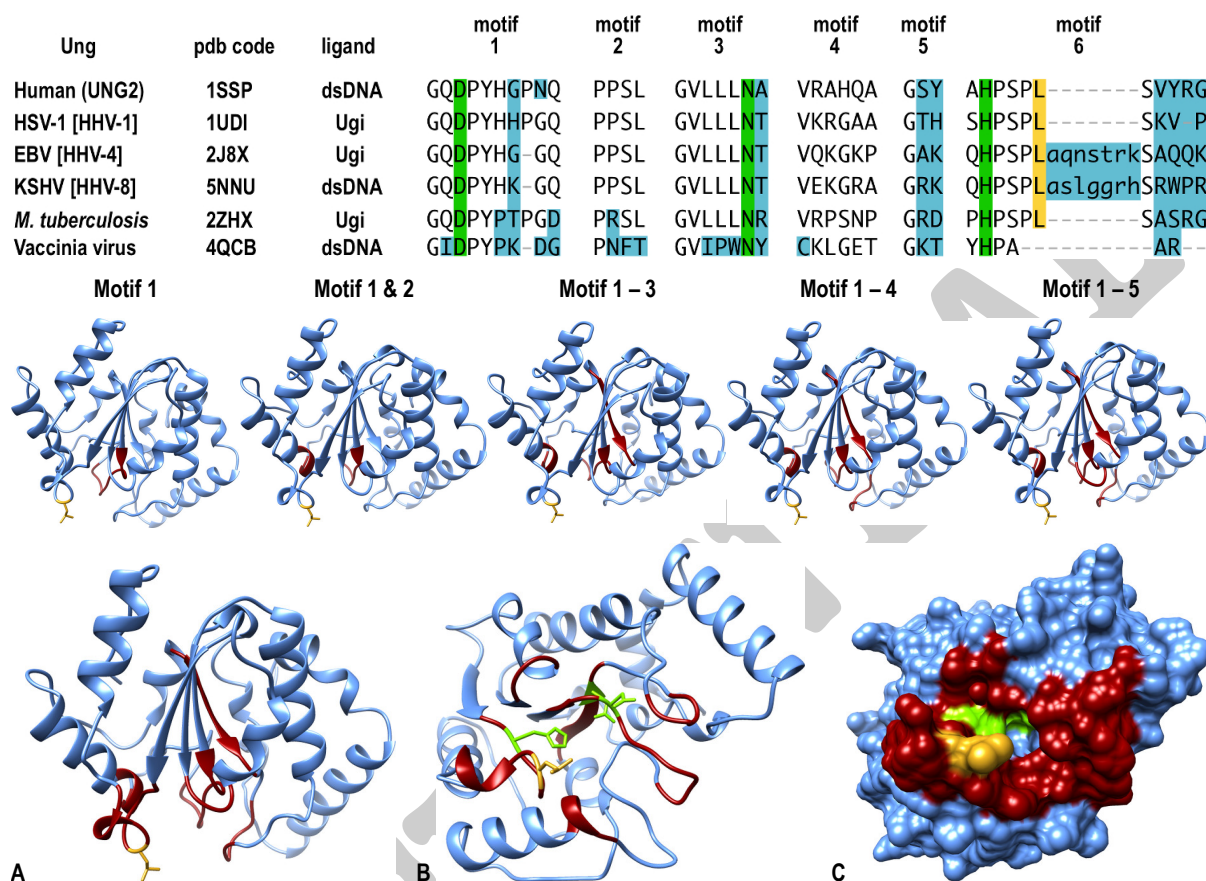 motif motif motif motif motif motif
Ung pdb code ligand 1 2 3 4 5 6
Human (UNG2) 1SSP dsDNA GQDPYHGPNQ PPSL GVLLLNA VRAHQA GSY AHPSPL-------SVYRG
HSV-1 [HHV-1] 1UDI Ugi GQDPYHHPGQ PPSL GVLLLNT VKRGAA GTH SHPSPL-------SKV-P
EBV [HHV-4] 2J8X Ugi GQDPYHG-GQ PPSL GVLLLNT VQKGKP GAK QHPSPLaqnstrkSAQQK
KSHV [HHV-8] 5NNU dsDNA GQDPYHK-GQ PPSL GVLLLNT VEKGRA GRK QHPSPLaslggrhSRWPR
M. tuberculosis 2ZHX Ugi GQDPYPTPGD PRSL GVLLLNR VRPSNP GRD PHPSPL-------SASRG
Vaccinia virus 4QCB dsDNA GIDPYPK-DG PNFT GVIPWNY CKLGET GKT YHPA----------AR--
Motif 1 Motif 1 & 2 Motif 1 – 3 Motif 1 – 4 Motif 1 – 5
A B C